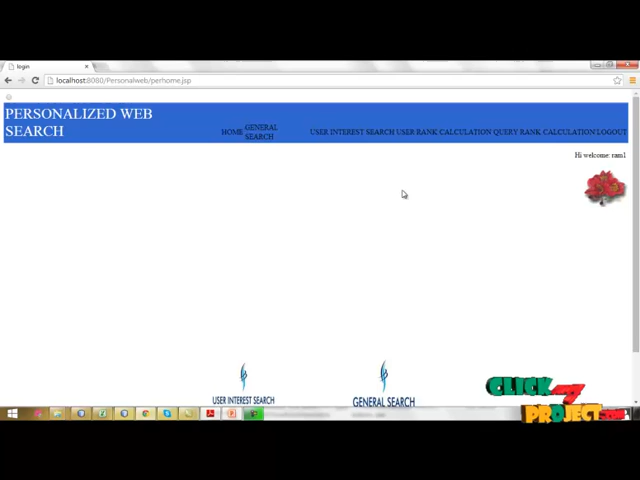 login
localhost:8080/Personalweb/perhome.jsp
PERSONALIZED WEB
SEARCH
HOME GENERAL
SEARCH
USER INTEREST SEARCH USER RANK CALCULATION QUERY RANK CALCULATION LOGOUT
Hi welcome: ram1
USER INTEREST SEARCH
GENERAL SEARCH
CLICK my
PROJECT